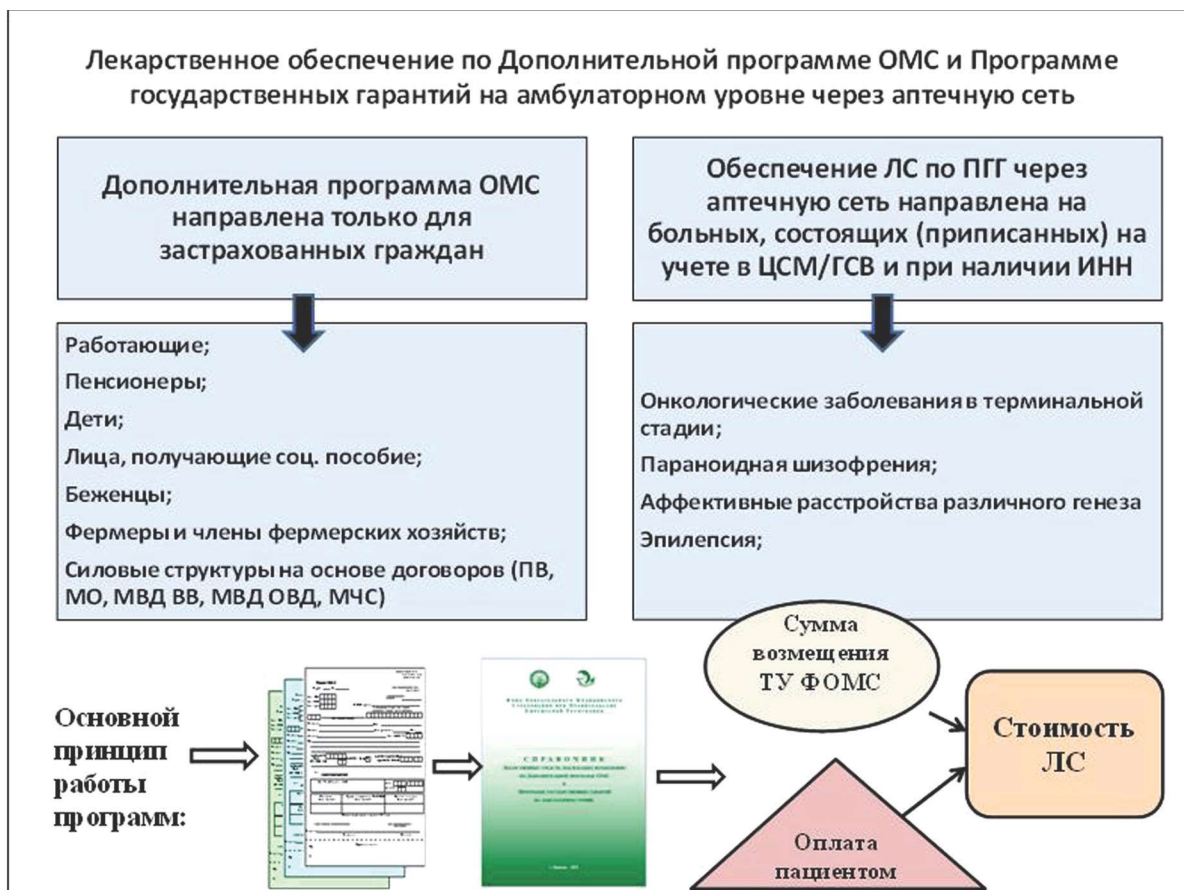 Лекарственное обеспечение по Дополнительной программе ОМС и Программе
государственных гарантий на амбулаторном уровне через аптечную сеть
Дополнительная программа ОМС
направлена только для
застрахованных граждан
Обеспечение ЛС по ПГГ через
аптечную сеть направлена на
больных, состоящих (приписанных) на
учете в ЦСМ/ГСВ и при наличии ИНН
Работающие;
Пенсионеры;
Дети;
Лица, получающие соц. пособие;
Беженцы;
Фермеры и члены фермерских хозяйств;
Силовые структуры на основе договоров (ПВ,
МО, МВД ВВ, МВД ОВД, МЧС)
Онкологические заболевания в терминальной
стадии;
Параноидная шизофрения;
Аффективные расстройства различного генеза
Эпилепсия;
Основной
принцип
работы
программ:
СПРАВОЧНИК
Сумма
возмещения
ТУ ФОМС
Оплата
пациентом
Стоимость
ЛС